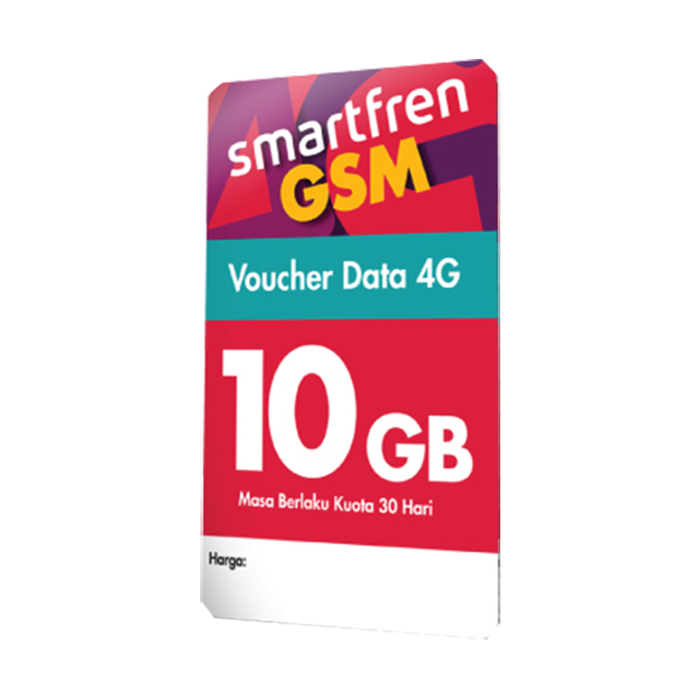 smartfren
GSM
Voucher Data 4G
10 GB
Masa Berlaku Kuota 30 Hari
Harga: